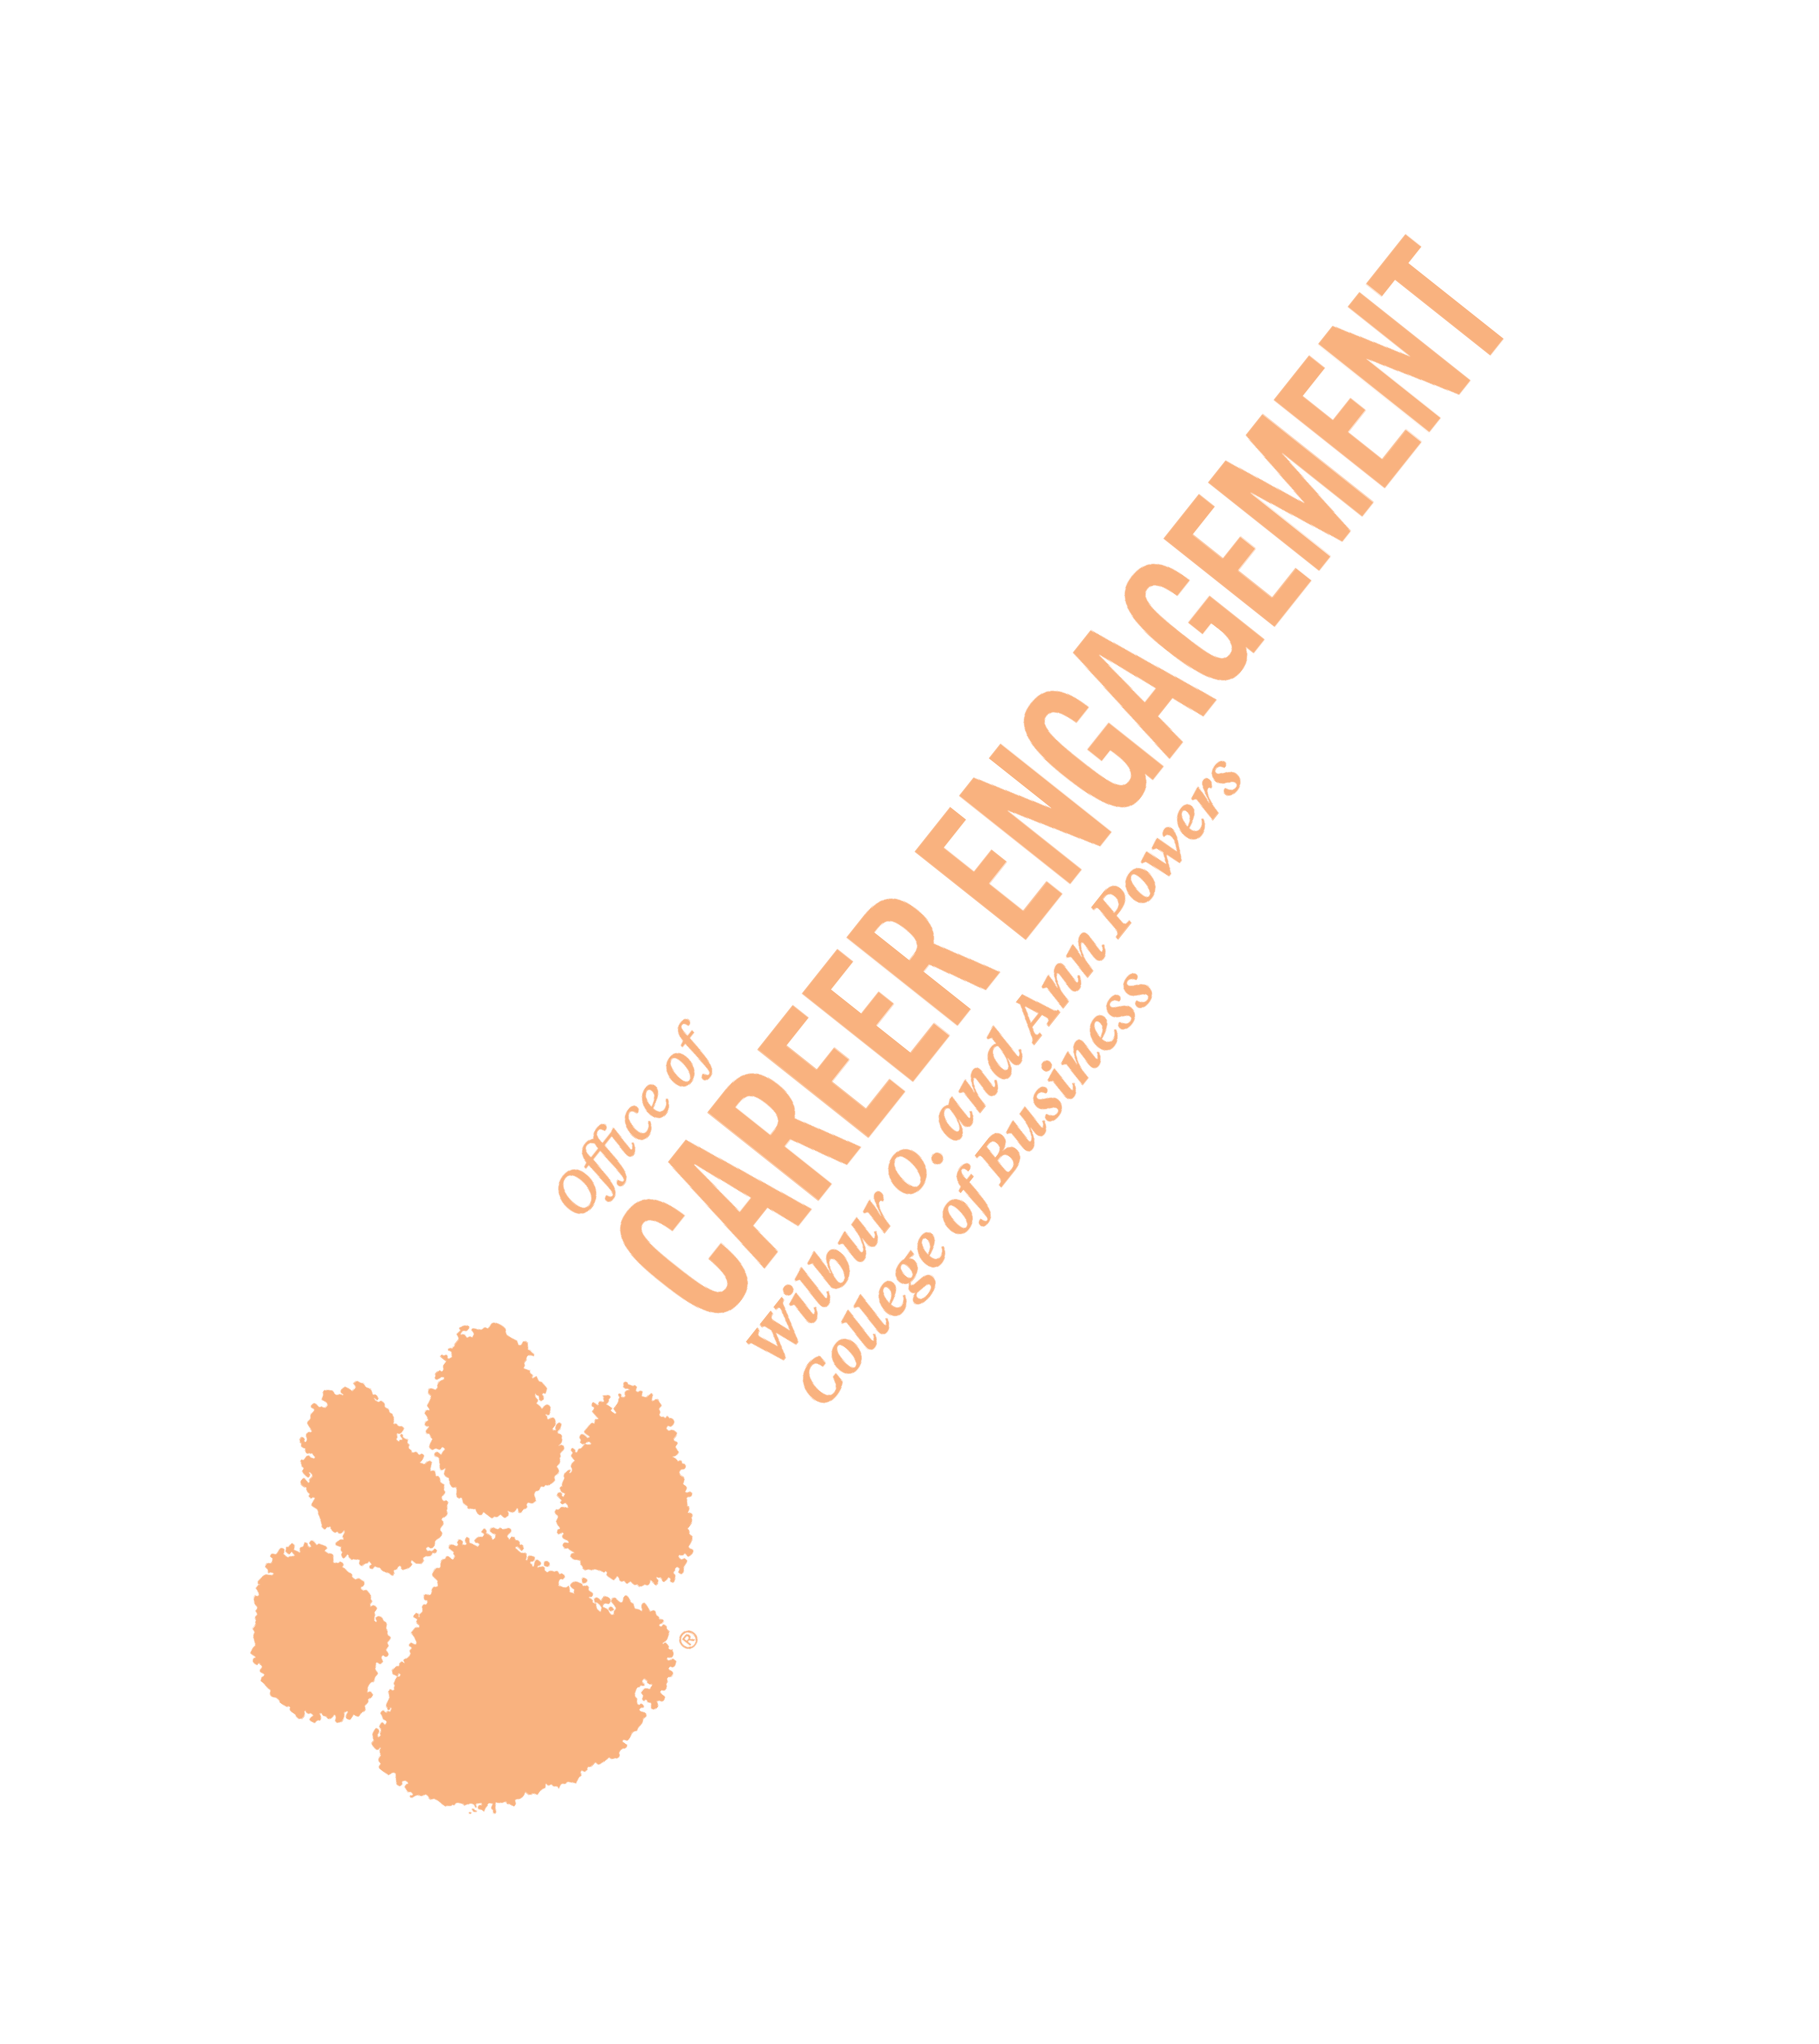 Office of
CAREER ENGAGEMENT
Wilbur O. and Ann Powers
College of Business
®